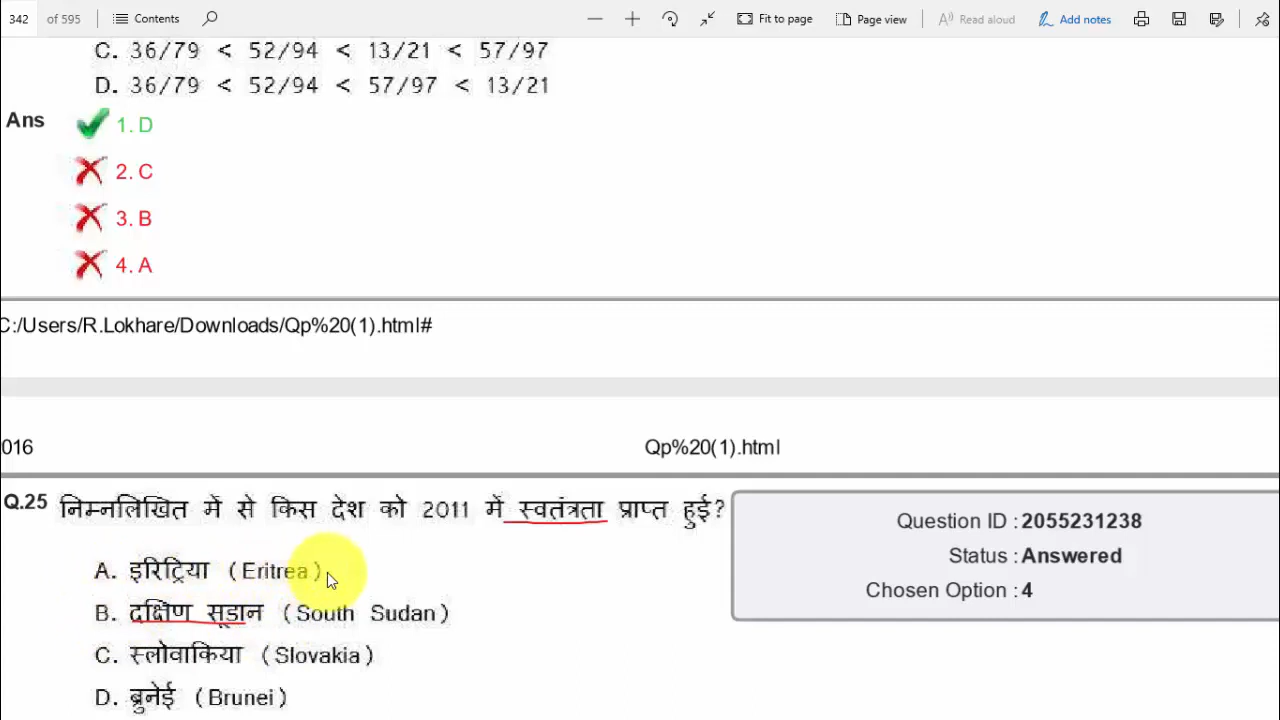 342 of 595 Contents Fit to page Page view Read aloud Add notes
C. 36/79 < 52/94 < 13/21 < 57/97
D. 36/79 < 52/94 < 57/97 < 13/21
Ans
1. D
2. C
3. B
4. A
C:/Users/R.Lokhare/Downloads/Qp%20(1).html#
016 Qp%20(1).html
Q.25 निम्नलिखित में से किस देश को 2011 में स्वतंत्रता प्राप्त हुई?
Question ID : 2055231238
Status : Answered
Chosen Option : 4
A. इरिट्रिया (Eritrea)
B. दक्षिण सूडान (South Sudan)
C. स्लोवाकिया (Slovakia)
D. ब्रुनेई (Brunei)